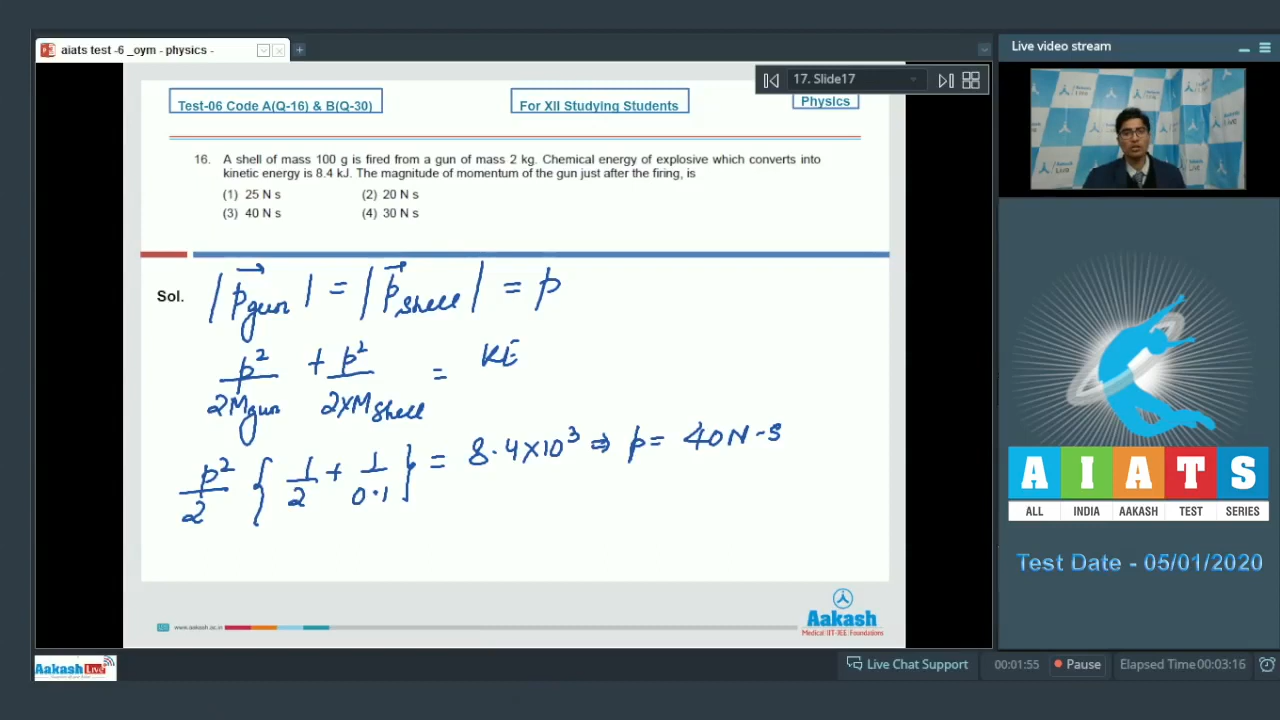 aiats test -6 _oym - physics -
Live video stream
17. Slide17
Test-06 Code A(Q-16) & B(Q-30)
For XII Studying Students
Physics
16. A shell of mass 100 g is fired from a gun of mass 2 kg. Chemical energy of explosive which converts into
kinetic energy is 8.4 kJ. The magnitude of momentum of the gun just after the firing, is
(1) 25 N s (2) 20 N s
(3) 40 N s (4) 30 N s
Sol. |p⃗gun| = |p⃗shell| = p
p²/2Mgun + p²/2×Mshell = KE
p²/2 {1/2 + 1/0.1} = 8.4×10³ ⇒ p = 40N-s
AIATS
ALL INDIA AAKASH TEST SERIES
Test Date - 05/01/2020
www.aakash.ac.in
Aakash
Medical|IIT-JEE|Foundations
Aakash Live
Live Chat Support
00:01:55
Pause
Elapsed Time 00:03:16